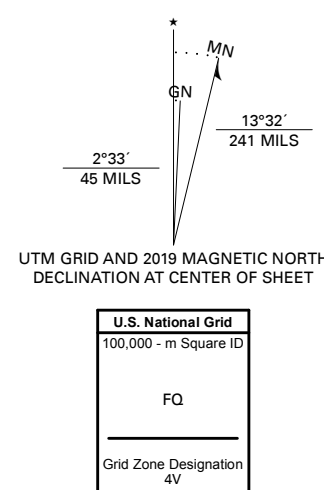 ★
MN
GN
13°32´
241 MILS
2°33´
45 MILS
UTM GRID AND 2019 MAGNETIC NORTH
DECLINATION AT CENTER OF SHEET
U.S. National Grid
100,000 - m Square ID
FQ
Grid Zone Designation
4V